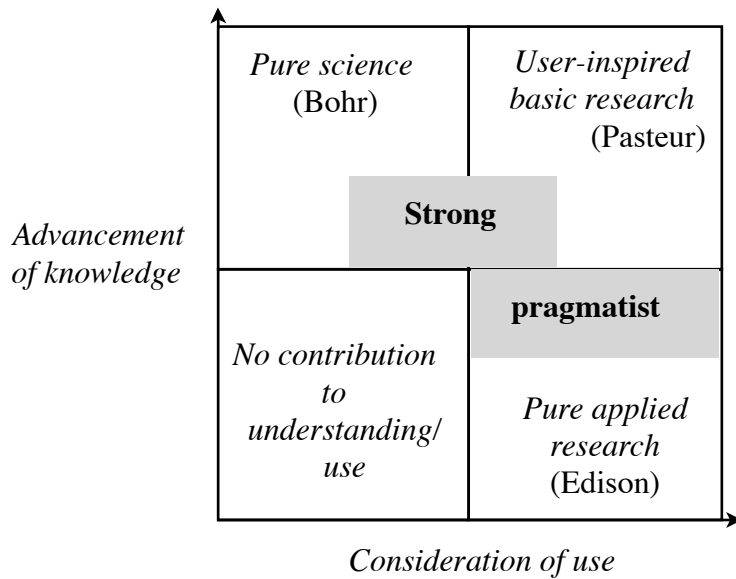 Pure science
(Bohr)
User-inspired
basic research
(Pasteur)
Strong
Advancement
of knowledge
pragmatist
No contribution
to
understanding/
use
Pure applied
research
(Edison)
Consideration of use